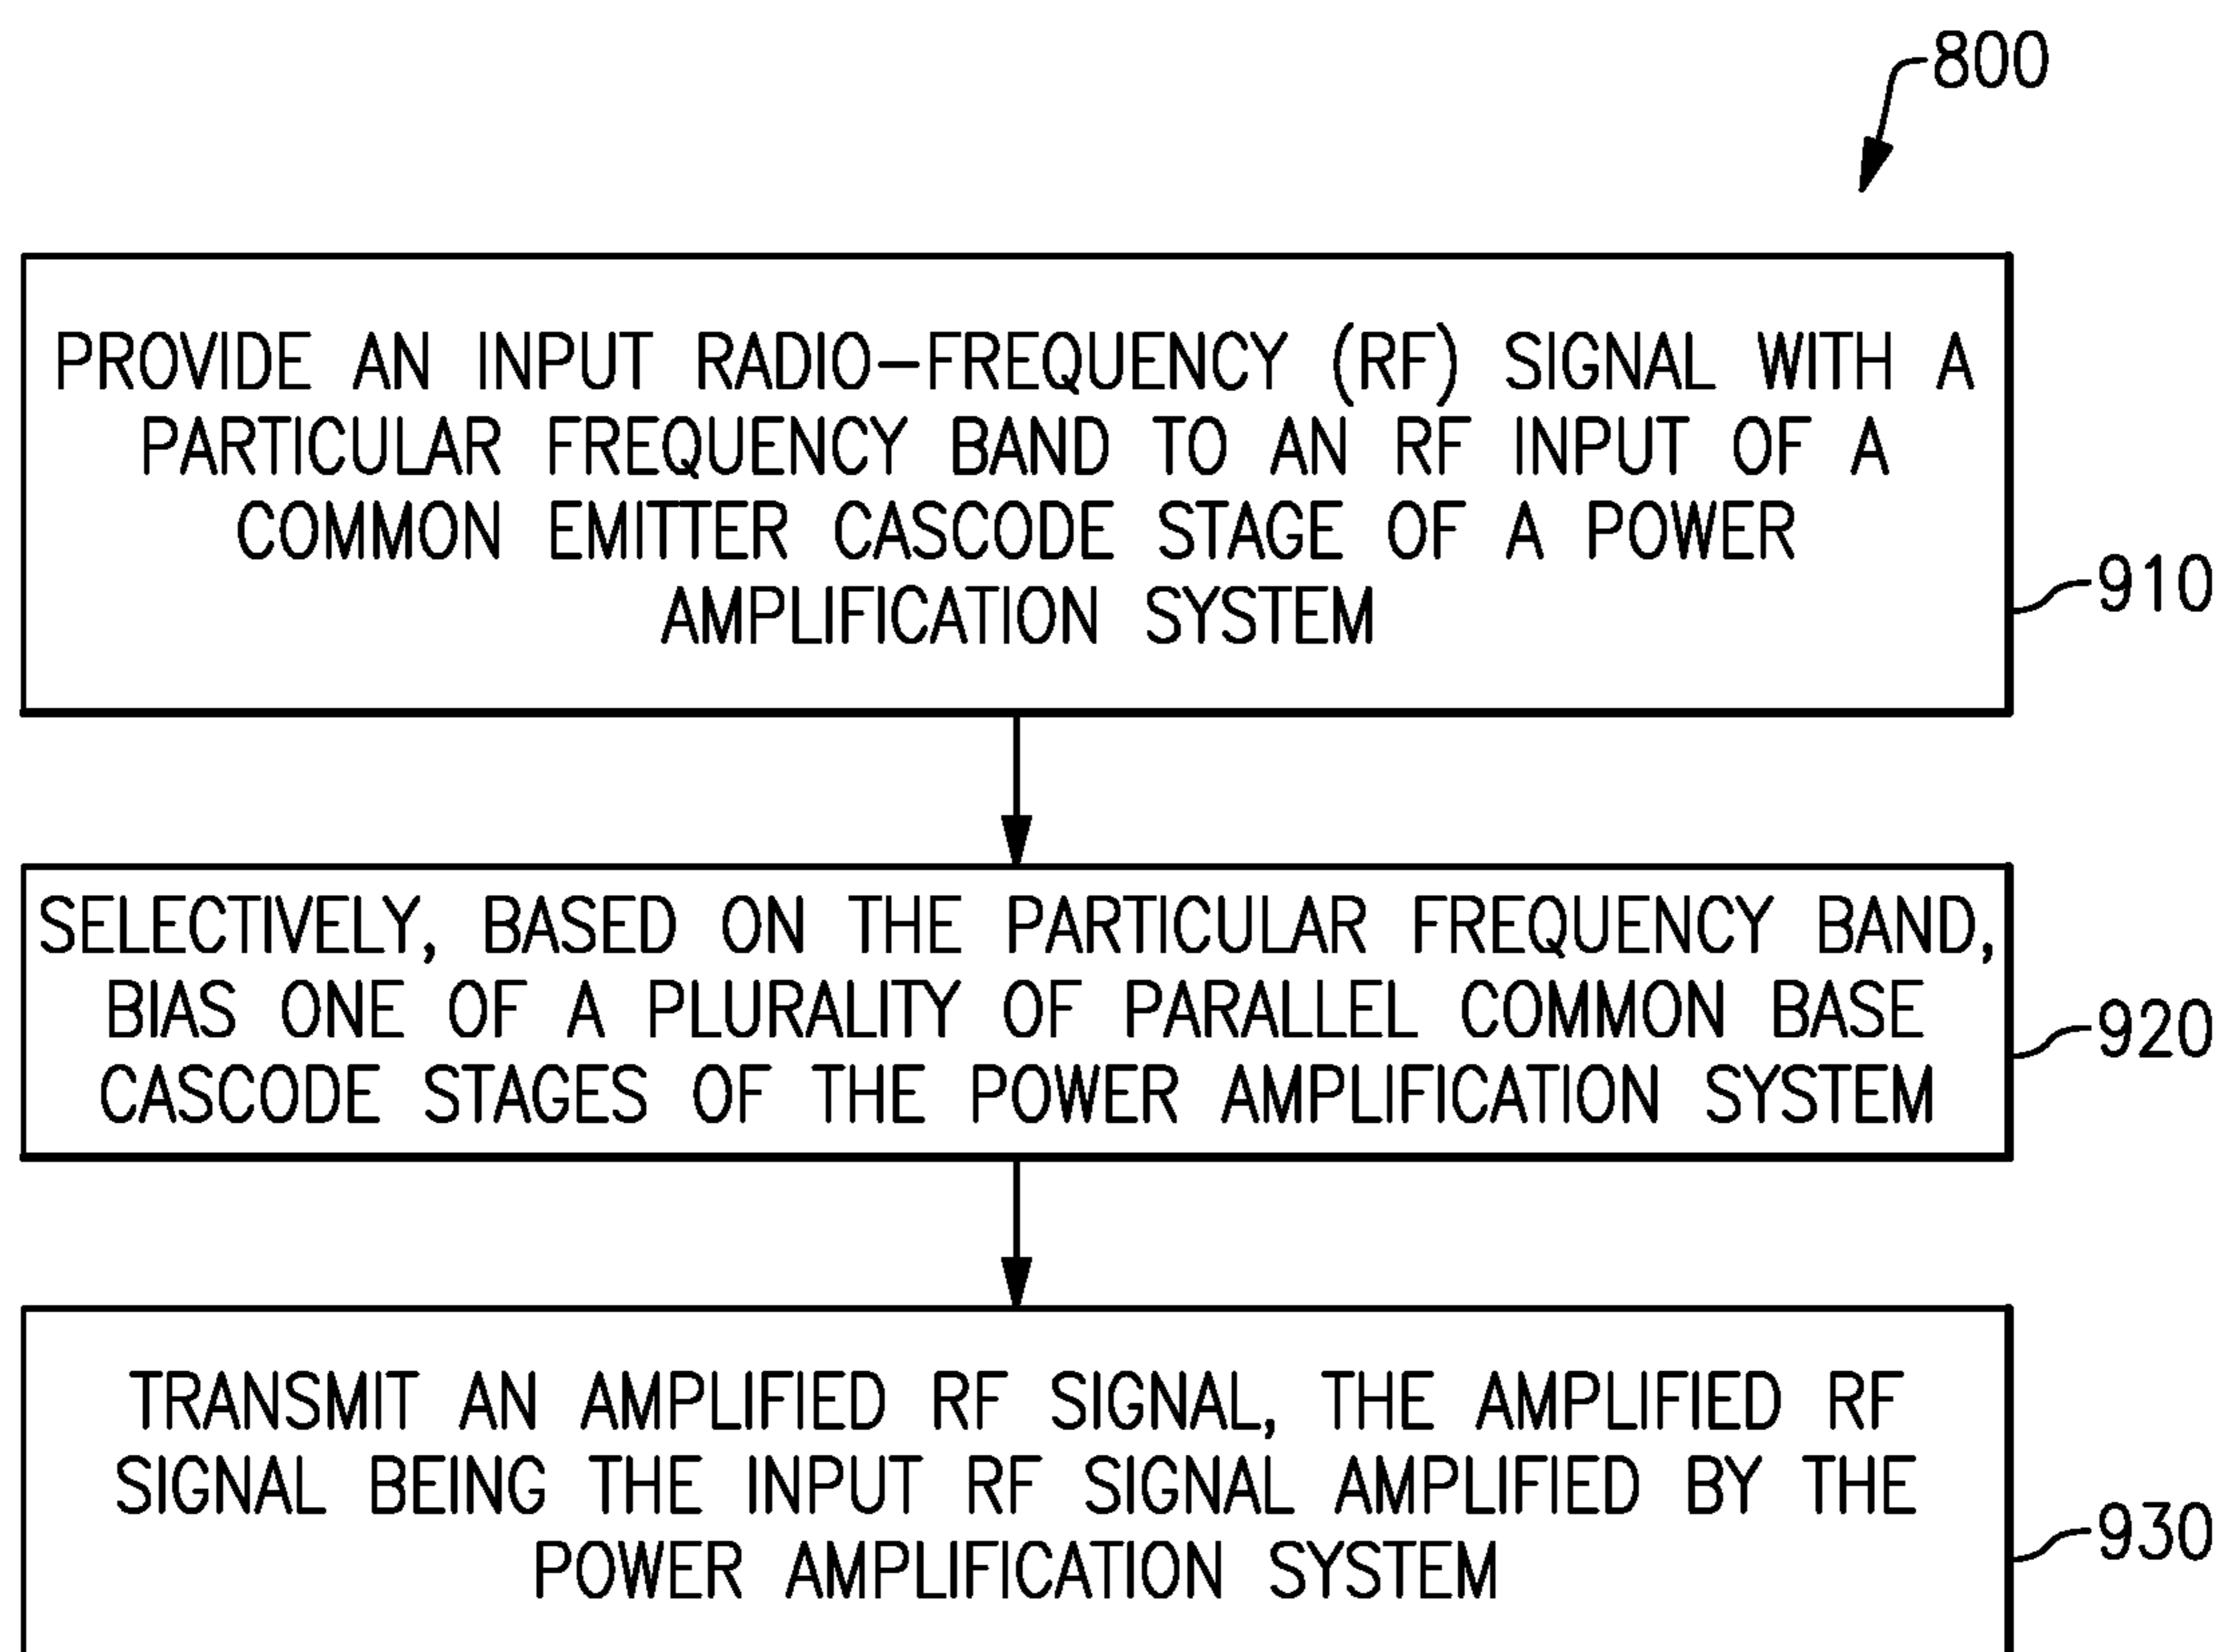 800
PROVIDE AN INPUT RADIO-FREQUENCY (RF) SIGNAL WITH A
PARTICULAR FREQUENCY BAND TO AN RF INPUT OF A
COMMON EMITTER CASCODE STAGE OF A POWER
AMPLIFICATION SYSTEM
910
SELECTIVELY, BASED ON THE PARTICULAR FREQUENCY BAND,
BIAS ONE OF A PLURALITY OF PARALLEL COMMON BASE
CASCODE STAGES OF THE POWER AMPLIFICATION SYSTEM
920
TRANSMIT AN AMPLIFIED RF SIGNAL, THE AMPLIFIED RF
SIGNAL BEING THE INPUT RF SIGNAL AMPLIFIED BY THE
POWER AMPLIFICATION SYSTEM
930